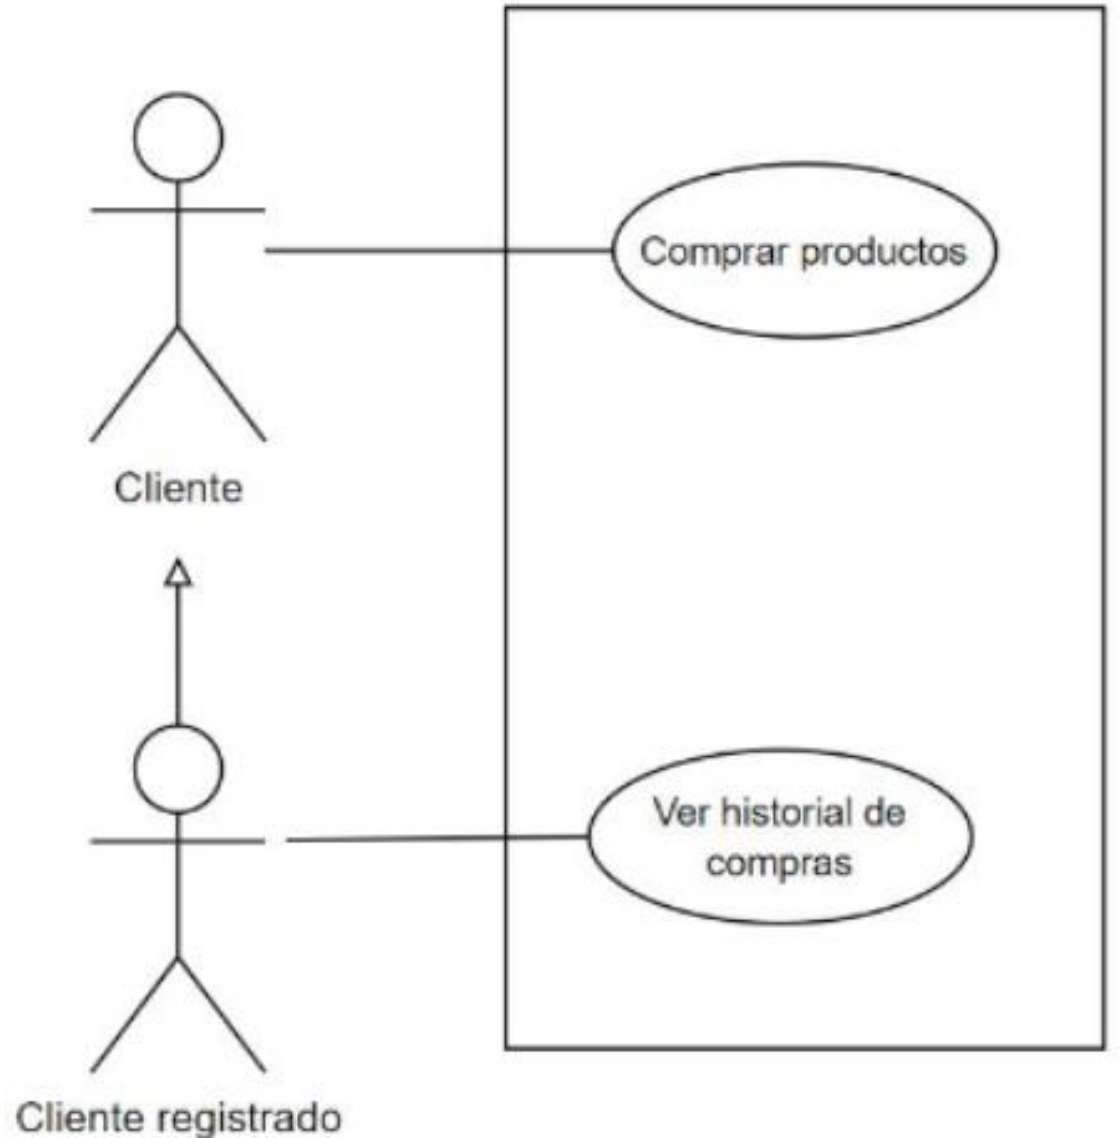 Comprar productos
Cliente
Ver historial de
compras
Cliente registrado